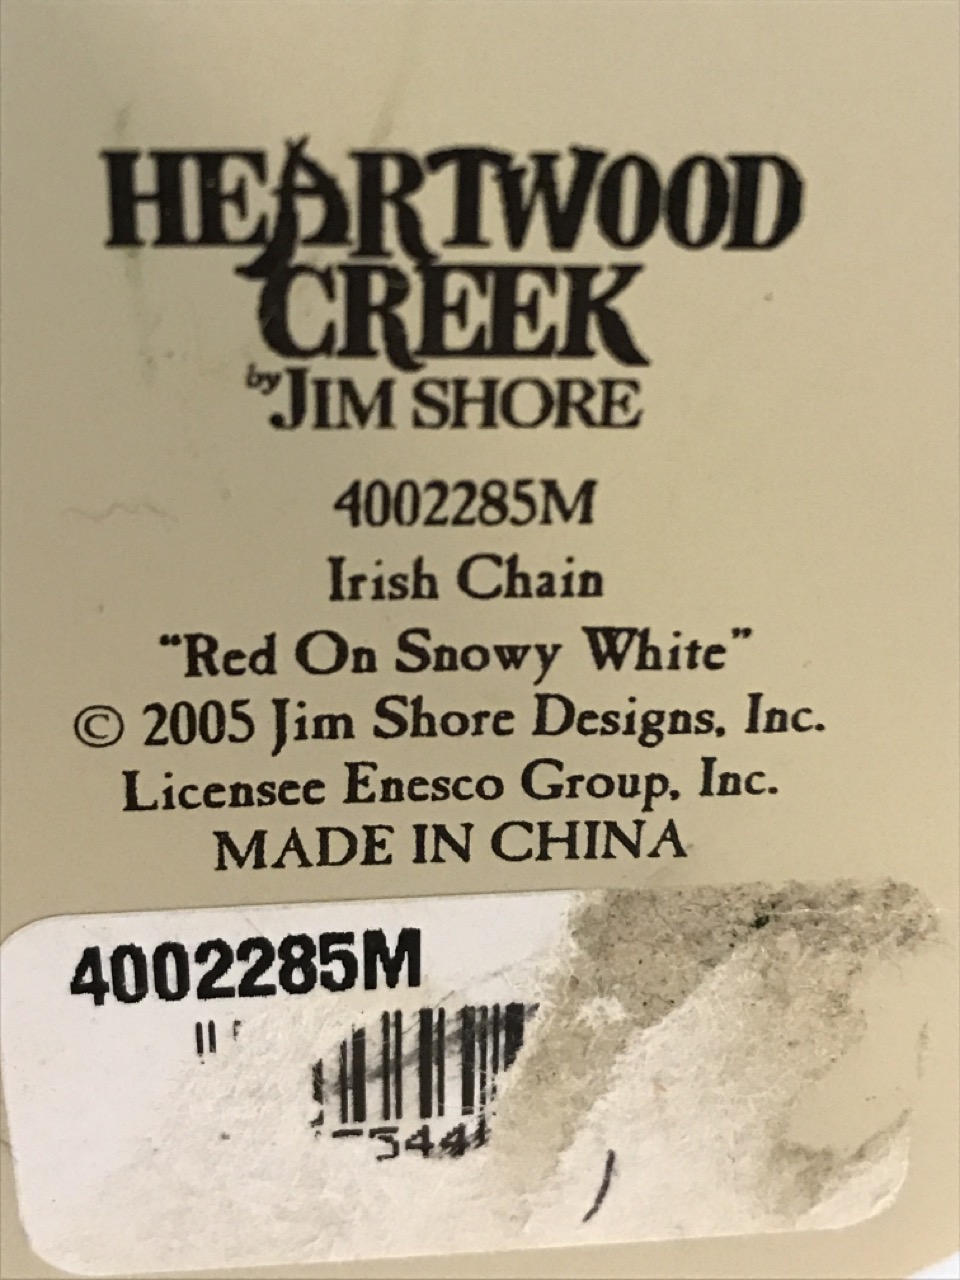 HEARTWOOD
CREEK
by JIM SHORE
4002285M
Irish Chain
"Red On Snowy White"
© 2005 Jim Shore Designs, Inc.
Licensee Enesco Group, Inc.
MADE IN CHINA
4002285M
544